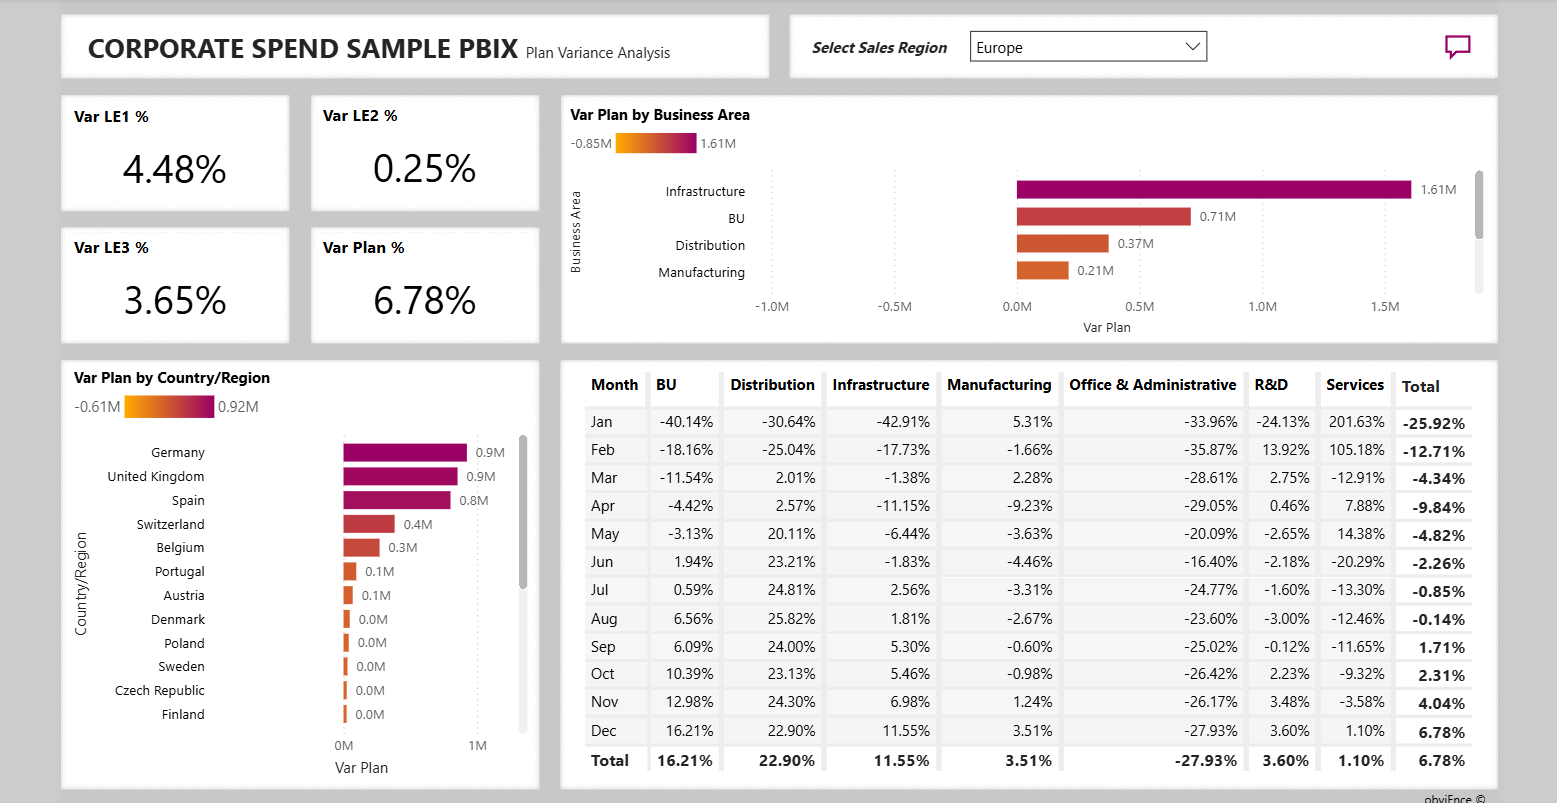 CORPORATE SPEND SAMPLE PBIX Plan Variance Analysis
Select Sales Region Europe
Var LE1 %
4.48%
Var LE2 %
0.25%
Var LE3 %
3.65%
Var Plan %
6.78%
Var Plan by Business Area
-0.85M 1.61M
Business Area
Infrastructure 1.61M
BU 0.71M
Distribution 0.37M
Manufacturing 0.21M
-1.0M -0.5M 0.0M 0.5M 1.0M 1.5M
Var Plan
Var Plan by Country/Region
-0.61M 0.92M
Country/Region
Germany 0.9M
United Kingdom 0.9M
Spain 0.8M
Switzerland 0.4M
Belgium 0.3M
Portugal 0.1M
Austria 0.1M
Denmark 0.0M
Poland 0.0M
Sweden 0.0M
Czech Republic 0.0M
Finland 0.0M
0M 1M
Var Plan
Month BU Distribution Infrastructure Manufacturing Office & Administrative R&D Services Total
Jan -40.14% -30.64% -42.91% 5.31% -33.96% -24.13% 201.63% -25.92%
Feb -18.16% -25.04% -17.73% -1.66% -35.87% 13.92% 105.18% -12.71%
Mar -11.54% 2.01% -1.38% 2.28% -28.61% 2.75% -12.91% -4.34%
Apr -4.42% 2.57% -11.15% -9.23% -29.05% 0.46% 7.88% -9.84%
May -3.13% 20.11% -6.44% -3.63% -20.09% -2.65% 14.38% -4.82%
Jun 1.94% 23.21% -1.83% -4.46% -16.40% -2.18% -20.29% -2.26%
Jul 0.59% 24.81% 2.56% -3.31% -24.77% -1.60% -13.30% -0.85%
Aug 6.56% 25.82% 1.81% -2.67% -23.60% -3.00% -12.46% -0.14%
Sep 6.09% 24.00% 5.30% -0.60% -25.02% -0.12% -11.65% 1.71%
Oct 10.39% 23.13% 5.46% -0.98% -26.42% 2.23% -9.32% 2.31%
Nov 12.98% 24.30% 6.98% 1.24% -26.17% 3.48% -3.58% 4.04%
Dec 16.21% 22.90% 11.55% 3.51% -27.93% 3.60% 1.10% 6.78%
Total 16.21% 22.90% 11.55% 3.51% -27.93% 3.60% 1.10% 6.78%
obviEnce ©